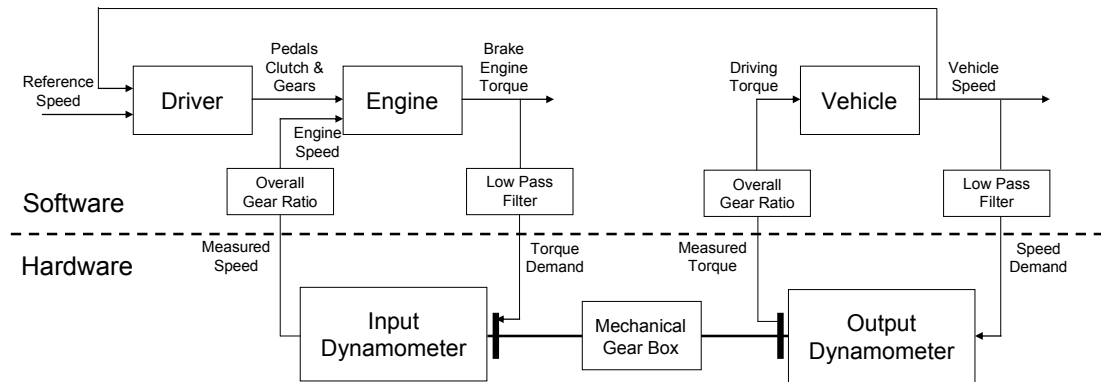 Reference
Speed
Driver
Pedals
Clutch &
Gears
Engine
Engine
Speed
Brake
Engine
Torque
Driving
Torque
Vehicle
Vehicle
Speed
Overall
Gear Ratio
Low Pass
Filter
Overall
Gear Ratio
Low Pass
Filter
Software
Hardware
Measured
Speed
Torque
Demand
Measured
Torque
Speed
Demand
Input
Dynamometer
Mechanical
Gear Box
Output
Dynamometer